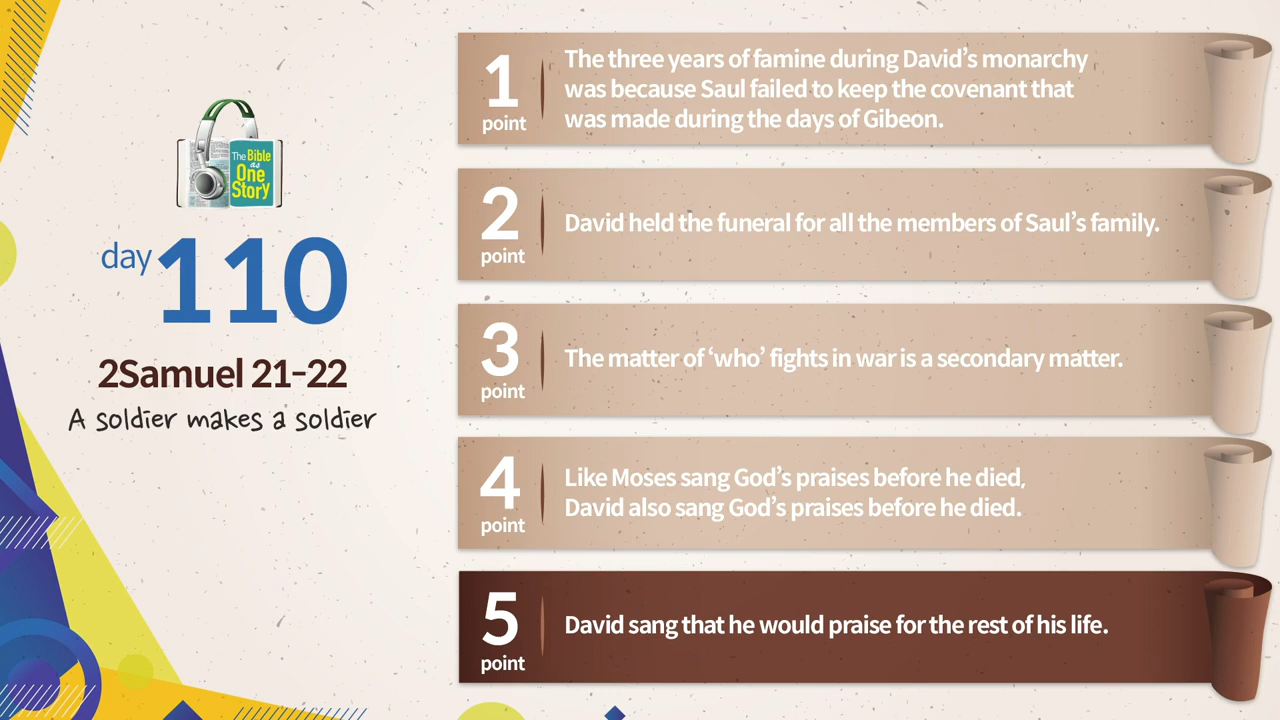 The Bible
as
One
Story
day 110
2Samuel 21-22
A soldier makes a soldier
1
point
The three years of famine during David's monarchy
was because Saul failed to keep the covenant that
was made during the days of Gibeon.
2
point
David held the funeral for all the members of Saul's family.
3
point
The matter of 'who' fights in war is a secondary matter.
4
point
Like Moses sang God's praises before he died,
David also sang God's praises before he died.
5
point
David sang that he would praise for the rest of his life.